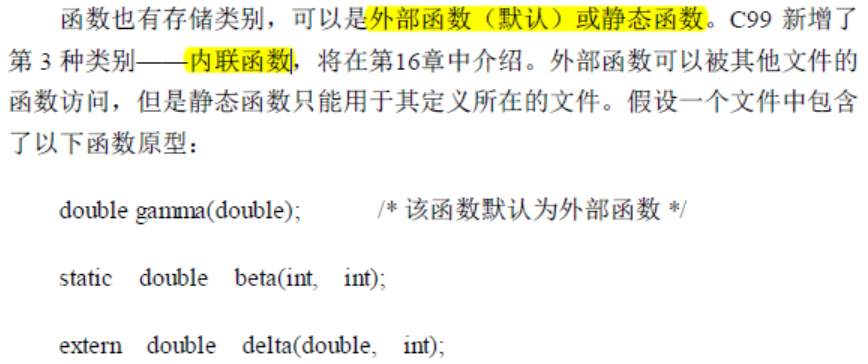 函数也有存储类别，可以是外部函数（默认）或静态函数。C99 新增了
第 3 种类别——内联函数，将在第16章中介绍。外部函数可以被其他文件的
函数访问，但是静态函数只能用于其定义所在的文件。假设一个文件中包含
了以下函数原型：
double gamma(double); /* 该函数默认为外部函数 */
static double beta(int, int);
extern double delta(double, int);